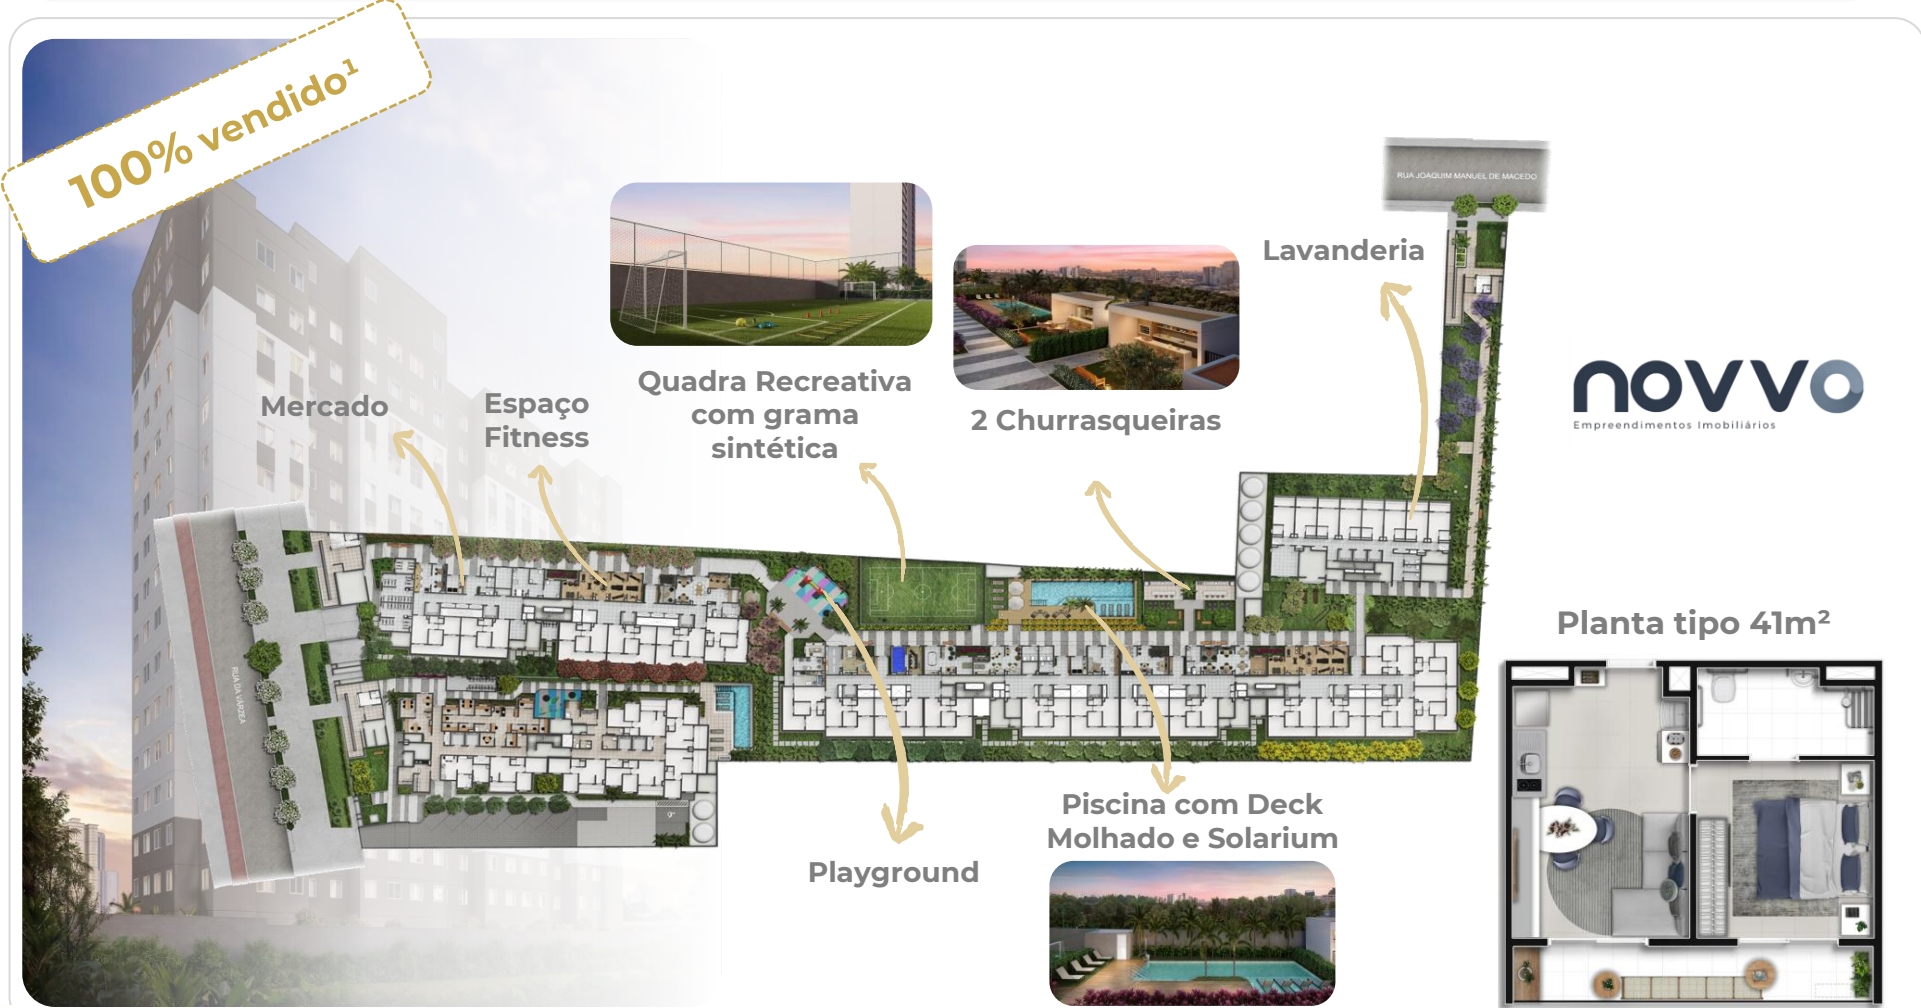 100% vendido¹
RUA JOAQUIM MANUEL DE MACEDO
Lavanderia
Mercado
Espaço
Fitness
Quadra Recreativa
com grama
sintética
2 Churrasqueiras
novvo
Empreendimentos Imobiliários
RUA DA VÁRZEA
Planta tipo 41m²
Piscina com Deck
Molhado e Solarium
Playground